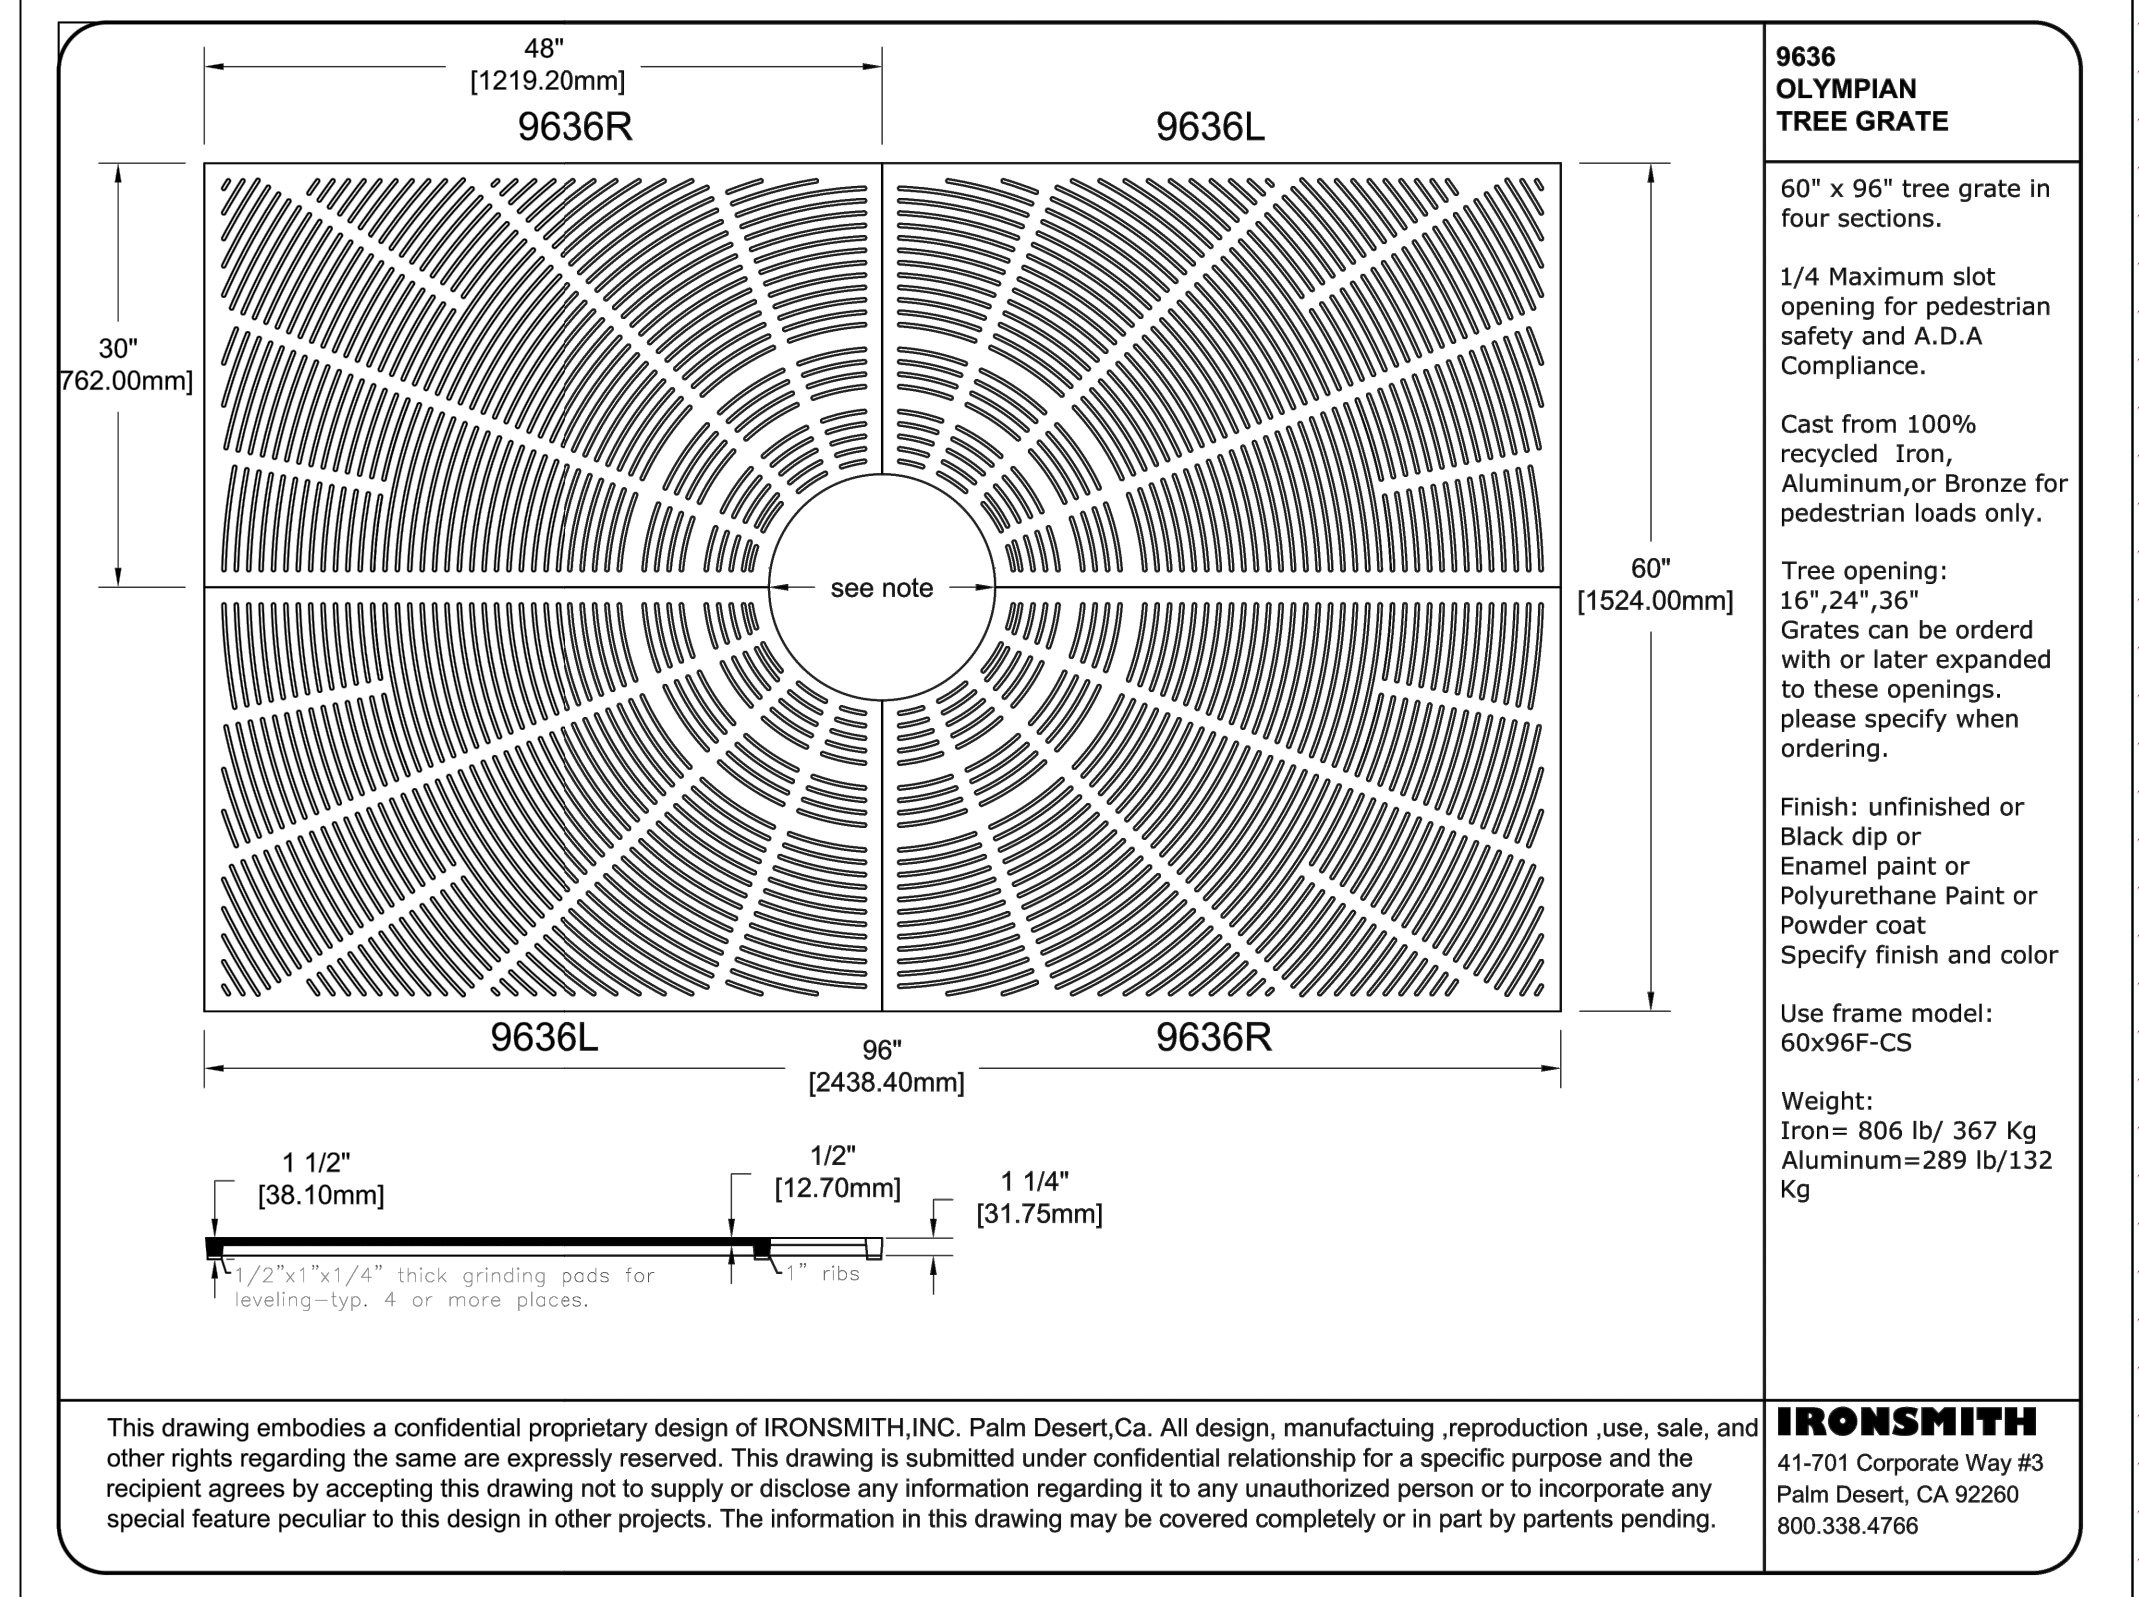 48"
[1219.20mm]
9636R
9636L
30"
762.00mm]
see note
60"
[1524.00mm]
9636L
9636R
96"
[2438.40mm]
1 1/2"
[38.10mm]
1/2"
[12.70mm]
1 1/4"
[31.75mm]
1/2"x1"x1/4" thick grinding pads for
leveling-typ. 4 or more places.
1" ribs
9636
OLYMPIAN
TREE GRATE
60" x 96" tree grate in
four sections.
1/4 Maximum slot
opening for pedestrian
safety and A.D.A
Compliance.
Cast from 100%
recycled Iron,
Aluminum,or Bronze for
pedestrian loads only.
Tree opening:
16",24",36"
Grates can be orderd
with or later expanded
to these openings.
please specify when
ordering.
Finish: unfinished or
Black dip or
Enamel paint or
Polyurethane Paint or
Powder coat
Specify finish and color
Use frame model:
60x96F-CS
Weight:
Iron= 806 lb/ 367 Kg
Aluminum=289 lb/132
Kg
This drawing embodies a confidential proprietary design of IRONSMITH,INC. Palm Desert,Ca. All design, manufactuing ,reproduction ,use, sale, and
other rights regarding the same are expressly reserved. This drawing is submitted under confidential relationship for a specific purpose and the
recipient agrees by accepting this drawing not to supply or disclose any information regarding it to any unauthorized person or to incorporate any
special feature peculiar to this design in other projects. The information in this drawing may be covered completely or in part by partents pending.
IRONSMITH
41-701 Corporate Way #3
Palm Desert, CA 92260
800.338.4766